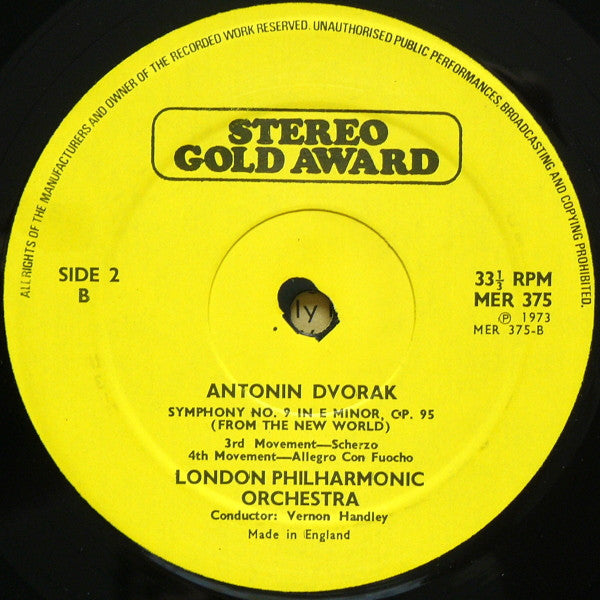 ALL RIGHTS OF THE MANUFACTURERS AND OWNER OF THE RECORDED WORK RESERVED. UNAUTHORISED PUBLIC PERFORMANCES, BROADCASTING AND COPYING PROHIBITED.
STEREO
GOLD AWARD
SIDE 2
B
33⅓ RPM
MER 375
℗ 1973
MER 375-B
ly
ANTONIN DVORAK
SYMPHONY NO. 9 IN E MINOR, OP. 95
(FROM THE NEW WORLD)
3rd Movement—Scherzo
4th Movement—Allegro Con Fuocho
LONDON PHILHARMONIC
ORCHESTRA
Conductor: Vernon Handley
Made in England